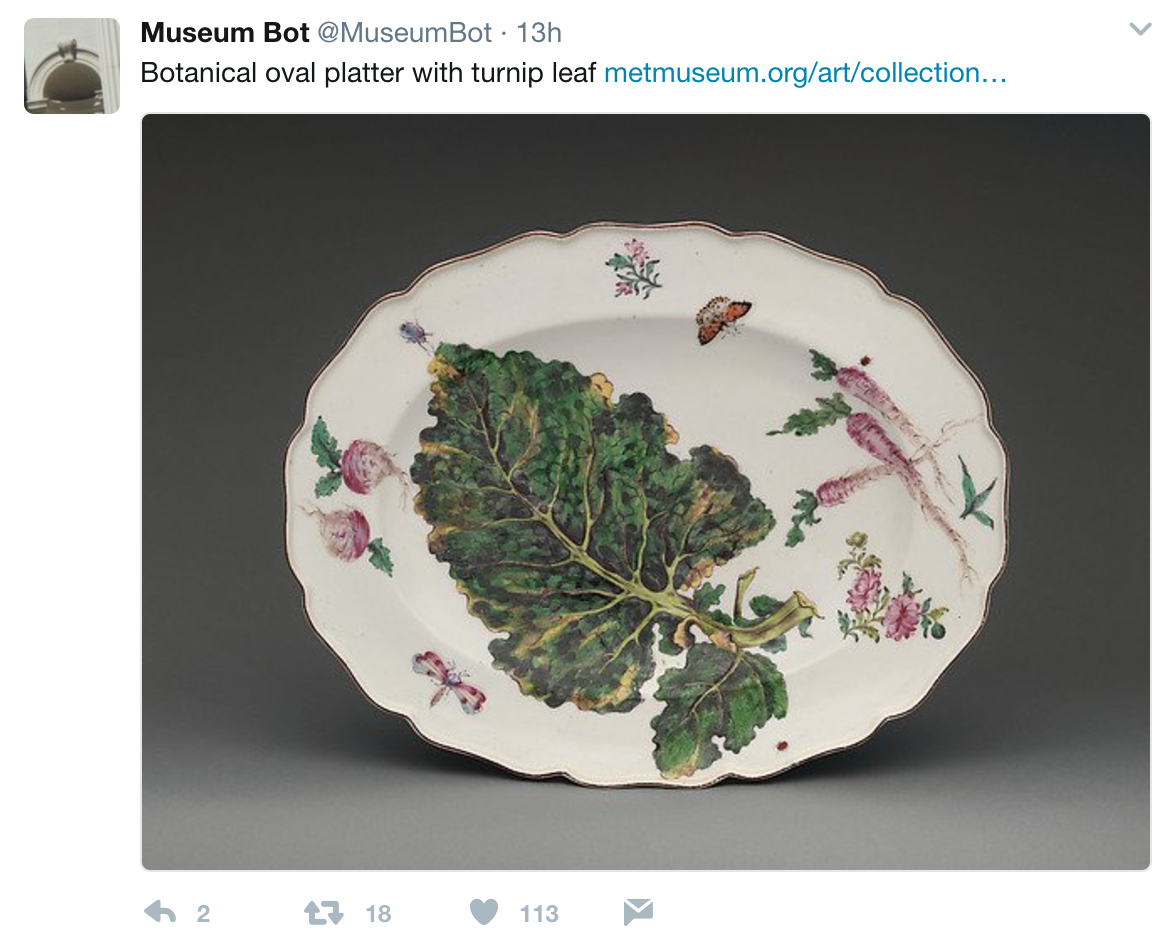 Museum Bot @MuseumBot · 13h
Botanical oval platter with turnip leaf metmuseum.org/art/collection…
2 18 113